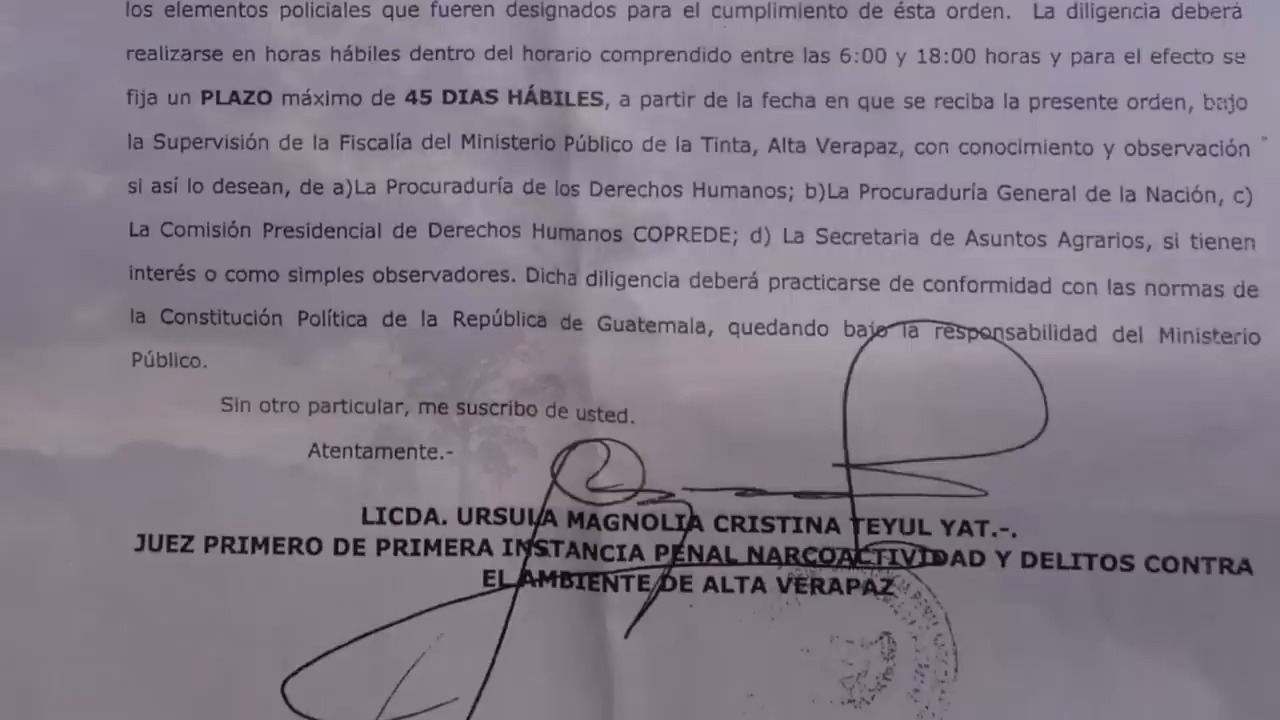 los elementos policiales que fueren designados para el cumplimiento de ésta orden. La diligencia deberá
realizarse en horas hábiles dentro del horario comprendido entre las 6:00 y 18:00 horas y para el efecto se
fija un PLAZO máximo de 45 DIAS HÁBILES, a partir de la fecha en que se reciba la presente orden, bajo
la Supervisión de la Fiscalía del Ministerio Público de la Tinta, Alta Verapaz, con conocimiento y observación
si así lo desean, de a)La Procuraduría de los Derechos Humanos; b)La Procuraduría General de la Nación, c)
La Comisión Presidencial de Derechos Humanos COPREDE; d) La Secretaria de Asuntos Agrarios, si tienen
interés o como simples observadores. Dicha diligencia deberá practicarse de conformidad con las normas de
la Constitución Política de la República de Guatemala, quedando bajo la responsabilidad del Ministerio
Público.
Sin otro particular, me suscribo de usted.
Atentamente.-
LICDA. URSULA MAGNOLIA CRISTINA TEYUL YAT.-.
JUEZ PRIMERO DE PRIMERA INSTANCIA PENAL NARCOACTIVIDAD Y DELITOS CONTRA
EL AMBIENTE DE ALTA VERAPAZ